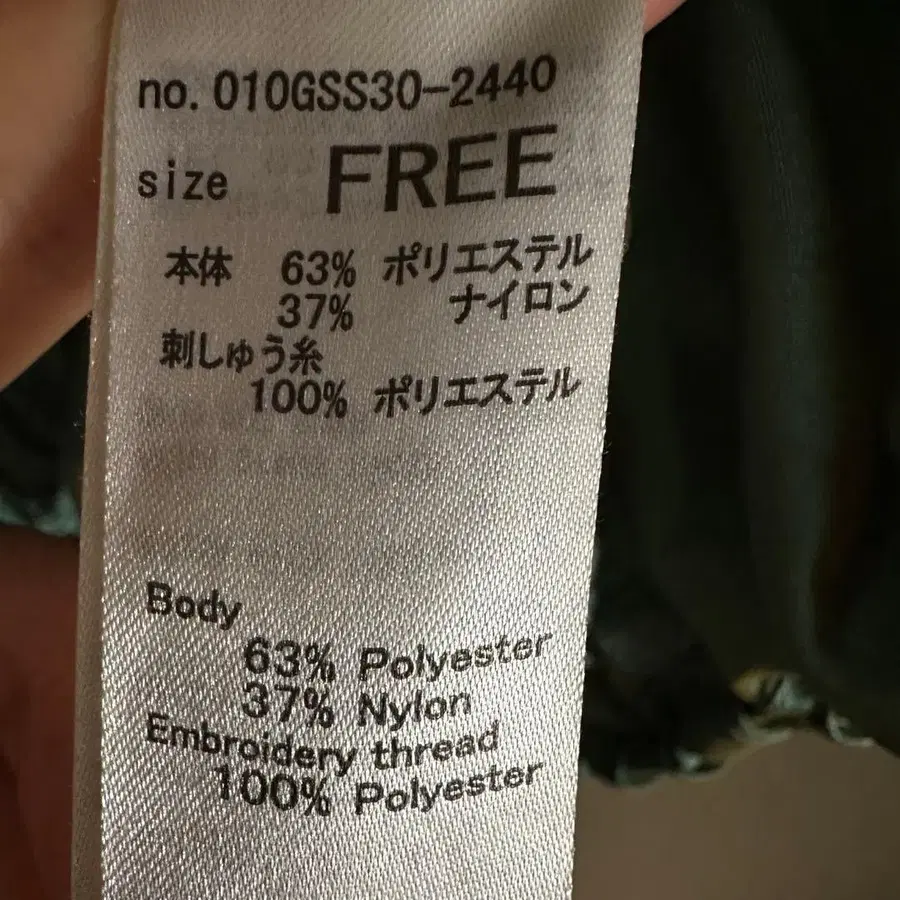 no. 010GSS30-2440
size FREE
本体 63% ポリエステル
37% ナイロン
刺しゅう糸
100% ポリエステル
Body
63% Polyester
37% Nylon
Embroidery thread
100% Polyester